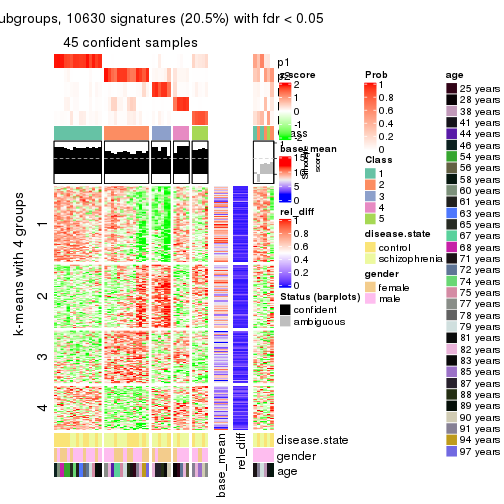 ubgroups, 10630 signatures (20.5%) with fdr < 0.05
45 confident samples
p1
z-score
2
1
0
-1
base_mean
15
10
5
0
rel_diff
1
0.8
0.6
0.4
0.2
0
Status (barplots)
confident
ambiguous
Prob
1
0.8
0.6
0.4
0.2
0
Class
1
2
3
4
5
disease.state
control
schizophrenia
gender
female
male
age
25 years
28 years
38 years
41 years
44 years
46 years
54 years
56 years
58 years
60 years
61 years
63 years
65 years
67 years
68 years
71 years
72 years
74 years
75 years
77 years
78 years
79 years
81 years
82 years
83 years
85 years
87 years
88 years
89 years
90 years
91 years
94 years
97 years
k-means with 4 groups
1
2
3
4
disease.state
gender
age
base_mean
rel_diff